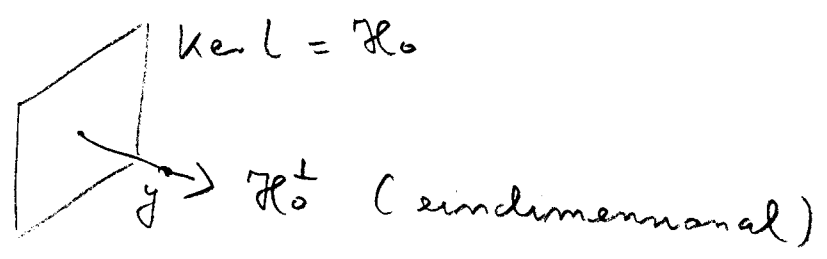 Ker l = ℋ₀
y ℋ₀^⊥ (eindimensional)